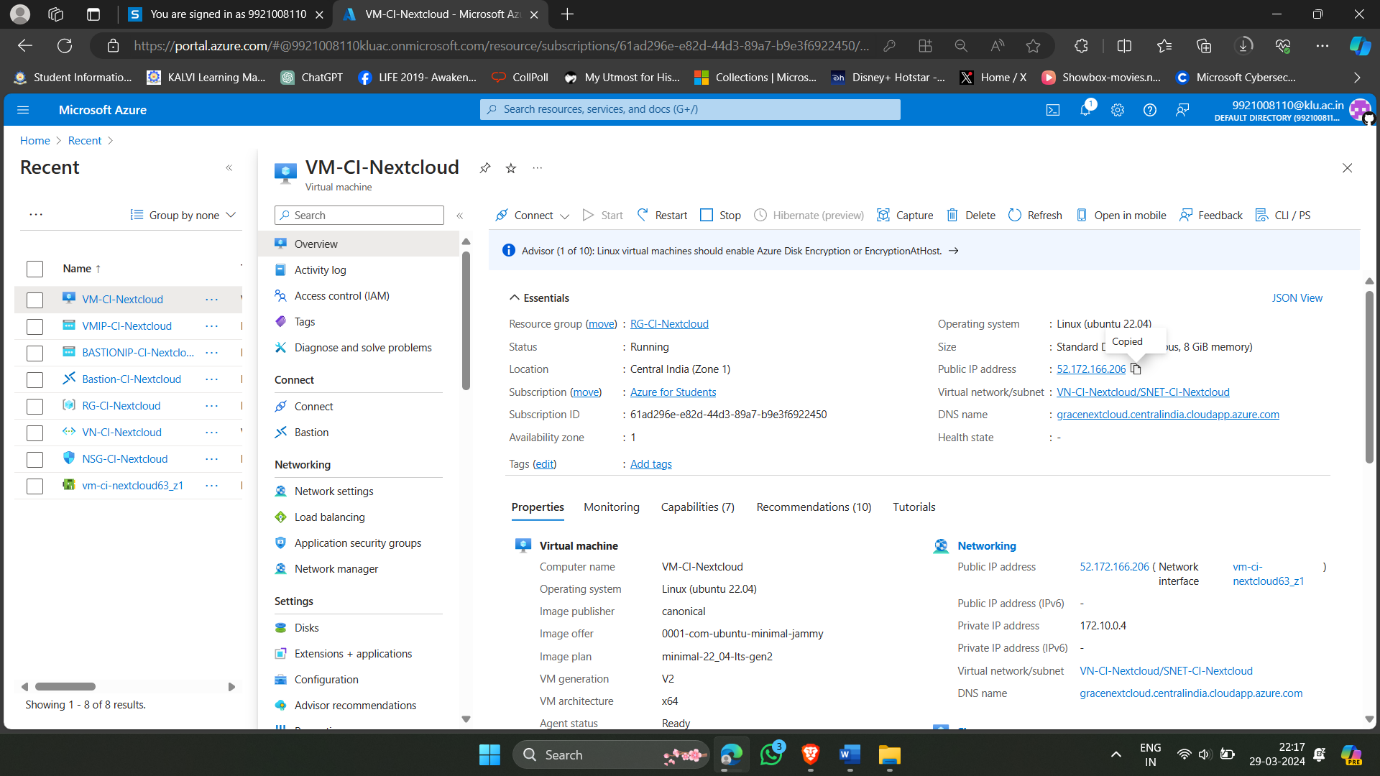 You are signed in as 9921008110
VM-CI-Nextcloud - Microsoft Az
https://portal.azure.com/#@9921008110kluac.onmicrosoft.com/resource/subscriptions/61ad296e-e82d-44d3-89a7-b9e3f6922450/...
Student Informatio...
KALVI Learning Ma...
ChatGPT
LIFE 2019- Awaken...
CollPoll
My Utmost for His...
Collections | Micros...
Disney+ Hotstar -...
Home / X
Showbox-movies.n...
Microsoft Cybersec...
Microsoft Azure
Search resources, services, and docs (G+/)
1
9921008110@klu.ac.in
DEFAULT DIRECTORY (992100811...
Home > Recent >
Recent
«
...
Group by none
Name ↑
VM-CI-Nextcloud ...
VMIP-CI-Nextcloud ...
BASTIONIP-CI-Nextclo... ...
Bastion-CI-Nextcloud ...
RG-CI-Nextcloud ...
VN-CI-Nextcloud ...
NSG-CI-Nextcloud ...
vm-ci-nextcloud63_z1 ...
Showing 1 - 8 of 8 results.
VM-CI-Nextcloud
...
Virtual machine
Search
«
Overview
Activity log
Access control (IAM)
Tags
Diagnose and solve problems
Connect
Connect
Bastion
Networking
Network settings
Load balancing
Application security groups
Network manager
Settings
Disks
Extensions + applications
Configuration
Advisor recommendations
Connect
Start
Restart
Stop
Hibernate (preview)
Capture
Delete
Refresh
Open in mobile
Feedback
CLI / PS
Advisor (1 of 10): Linux virtual machines should enable Azure Disk Encryption or EncryptionAtHost. →
Essentials
JSON View
Resource group (move) : RG-CI-Nextcloud
Status : Running
Location : Central India (Zone 1)
Subscription (move) : Azure for Students
Subscription ID : 61ad296e-e82d-44d3-89a7-b9e3f6922450
Availability zone : 1
Tags (edit) : Add tags
Operating system : Linux (ubuntu 22.04)
Copied
Size : Standard 8 GiB memory)
Public IP address : 52.172.166.206
Virtual network/subnet : VN-CI-Nextcloud/SNET-CI-Nextcloud
DNS name : gracenextcloud.centralindia.cloudapp.azure.com
Health state : -
Properties
Monitoring
Capabilities (7)
Recommendations (10)
Tutorials
Virtual machine
Computer name VM-CI-Nextcloud
Operating system Linux (ubuntu 22.04)
Image publisher canonical
Image offer 0001-com-ubuntu-minimal-jammy
Image plan minimal-22_04-lts-gen2
VM generation V2
VM architecture x64
Agent status Ready
Networking
Public IP address 52.172.166.206 ( Network interface vm-ci-nextcloud63_z1 )
Public IP address (IPv6) -
Private IP address 172.10.0.4
Private IP address (IPv6) -
Virtual network/subnet VN-CI-Nextcloud/SNET-CI-Nextcloud
DNS name gracenextcloud.centralindia.cloudapp.azure.com
Search
3
ENG
IN
22:17
29-03-2024
PRE